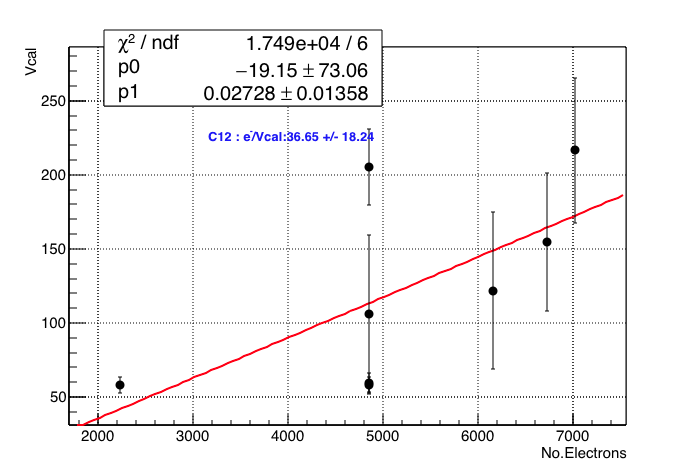 χ² / ndf 1.749e+04 / 6
p0 −19.15 ± 73.06
p1 0.02728 ± 0.01358
Vcal
C12 : e⁻/Vcal:36.65 +/- 18.24
250
200
150
100
50
2000 3000 4000 5000 6000 7000
No.Electrons